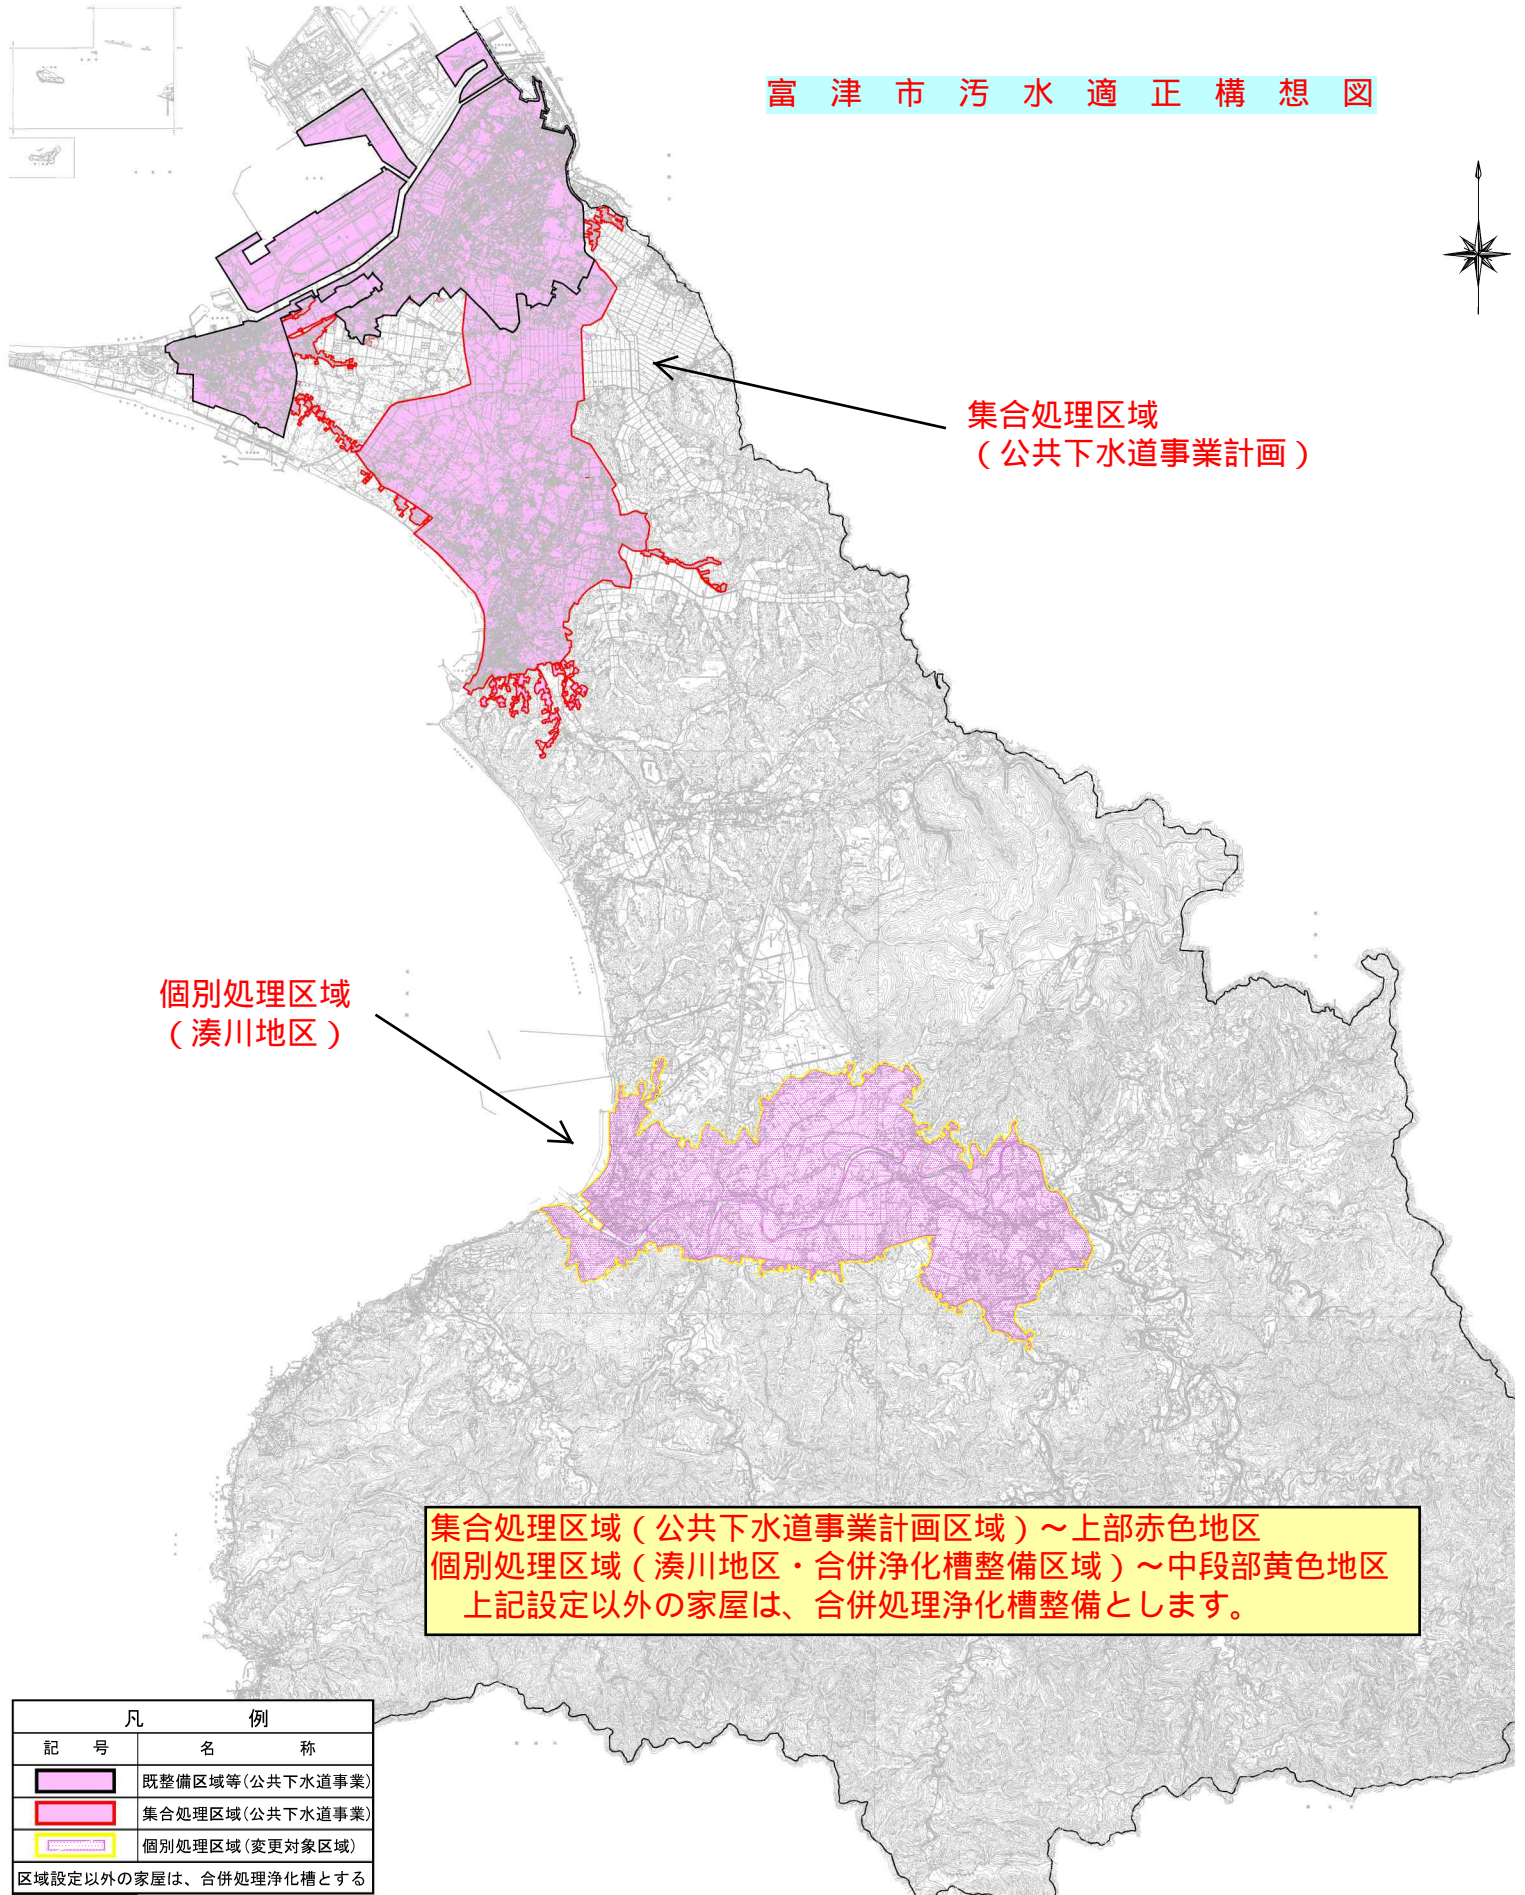 富津市汚水適正構想図
集合処理区域
（公共下水道事業計画）
個別処理区域
（湊川地区）
集合処理区域（公共下水道事業計画区域）～上部赤色地区
個別処理区域（湊川地区・合併浄化槽整備区域）～中段部黄色地区
上記設定以外の家屋は、合併処理浄化槽整備とします。
凡例
記号 名称
既整備区域等(公共下水道事業)
集合処理区域(公共下水道事業)
個別処理区域(変更対象区域)
区域設定以外の家屋は、合併処理浄化槽とする